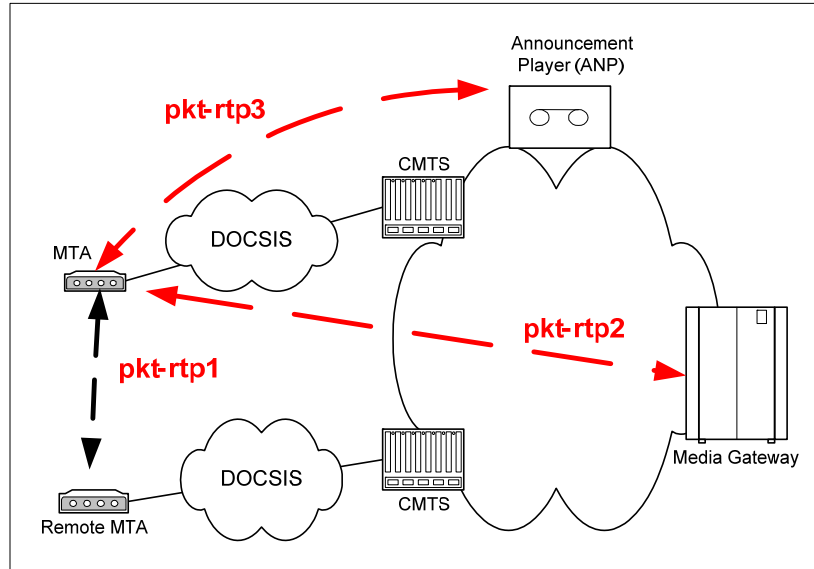 Announcement
Player (ANP)
pkt-rtp3
CMTS
DOCSIS
MTA
pkt-rtp2
pkt-rtp1
DOCSIS
Media Gateway
CMTS
Remote MTA